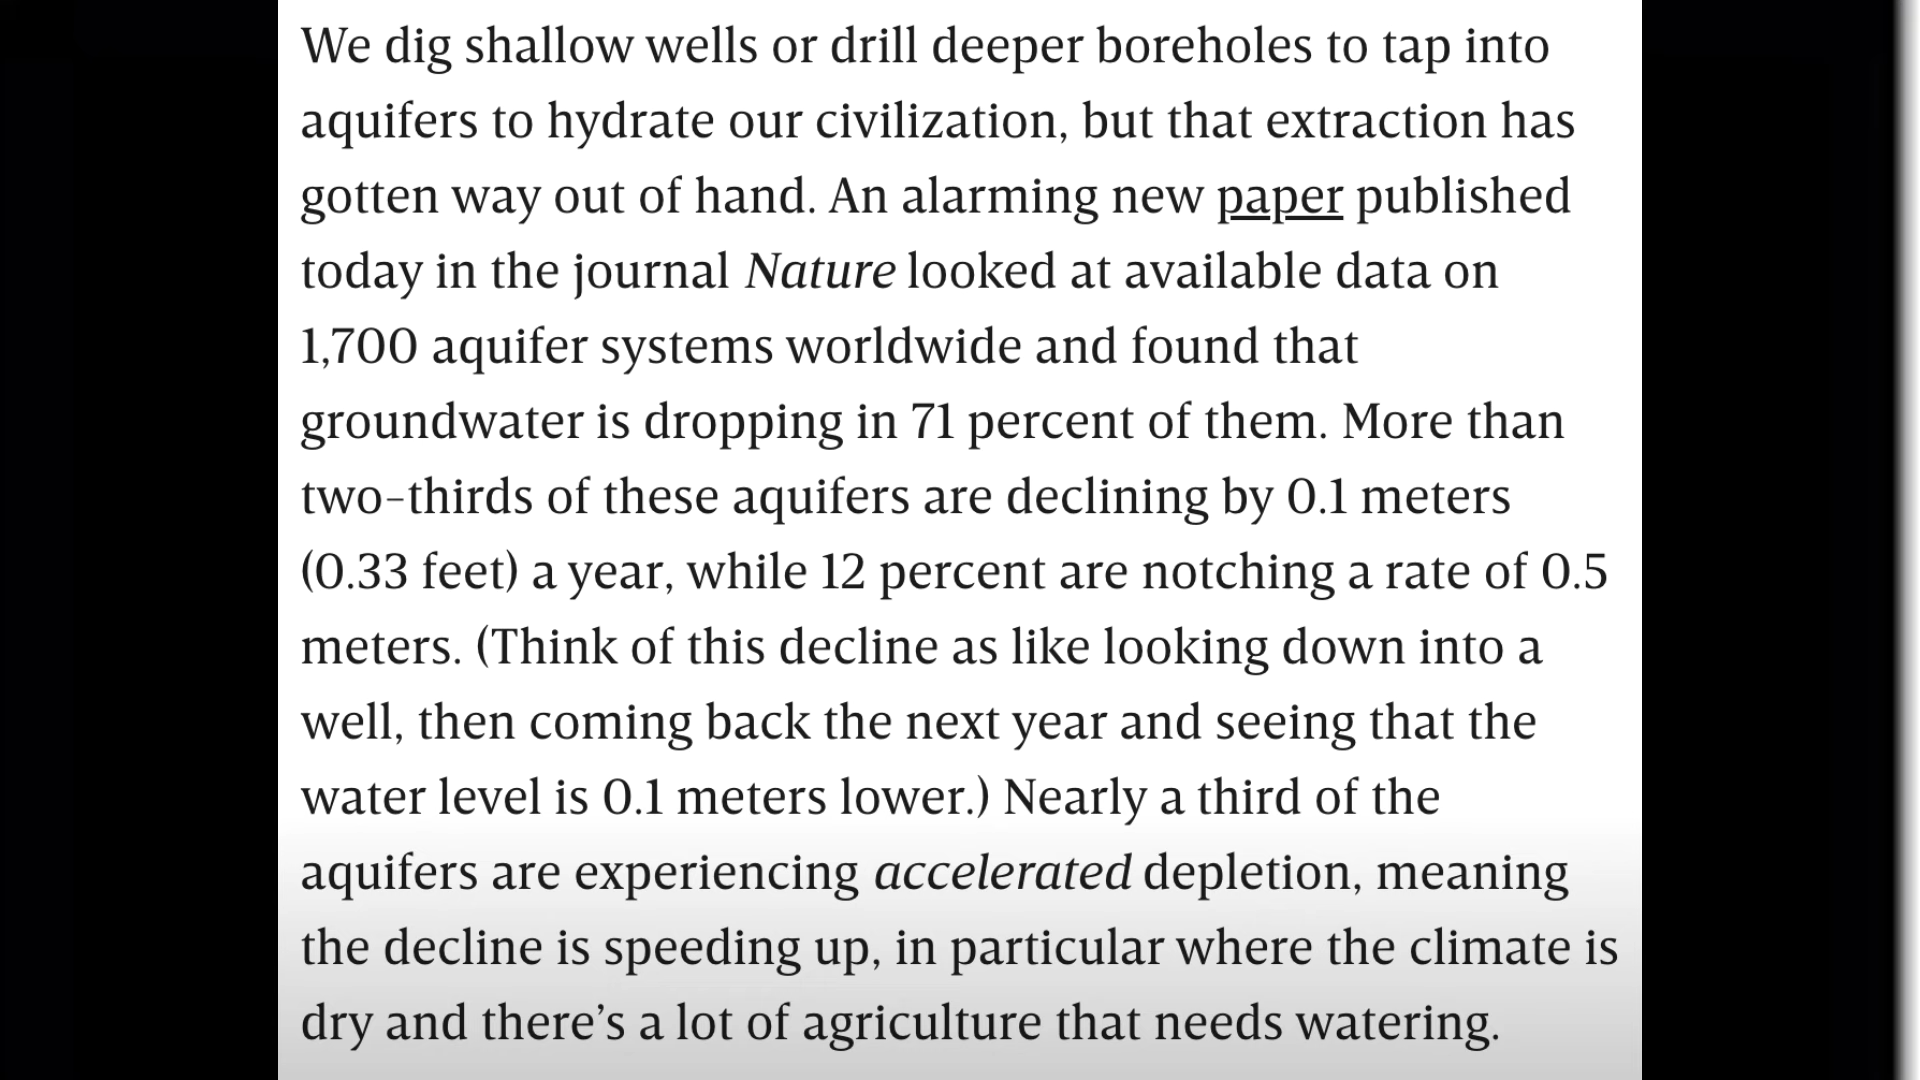 We dig shallow wells or drill deeper boreholes to tap into
aquifers to hydrate our civilization, but that extraction has
gotten way out of hand. An alarming new paper published
today in the journal Nature looked at available data on
1,700 aquifer systems worldwide and found that
groundwater is dropping in 71 percent of them. More than
two-thirds of these aquifers are declining by 0.1 meters
(0.33 feet) a year, while 12 percent are notching a rate of 0.5
meters. (Think of this decline as like looking down into a
well, then coming back the next year and seeing that the
water level is 0.1 meters lower.) Nearly a third of the
aquifers are experiencing accelerated depletion, meaning
the decline is speeding up, in particular where the climate is
dry and there’s a lot of agriculture that needs watering.